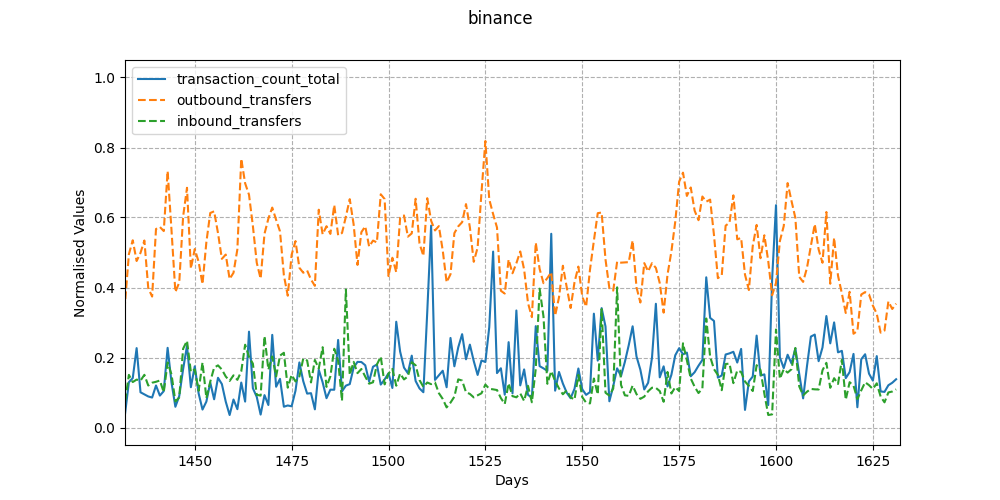 binance
transaction_count_total
outbound_transfers
inbound_transfers
Normalised Values
1.0
0.8
0.6
0.4
0.2
0.0
1450 1475 1500 1525 1550 1575 1600 1625
Days